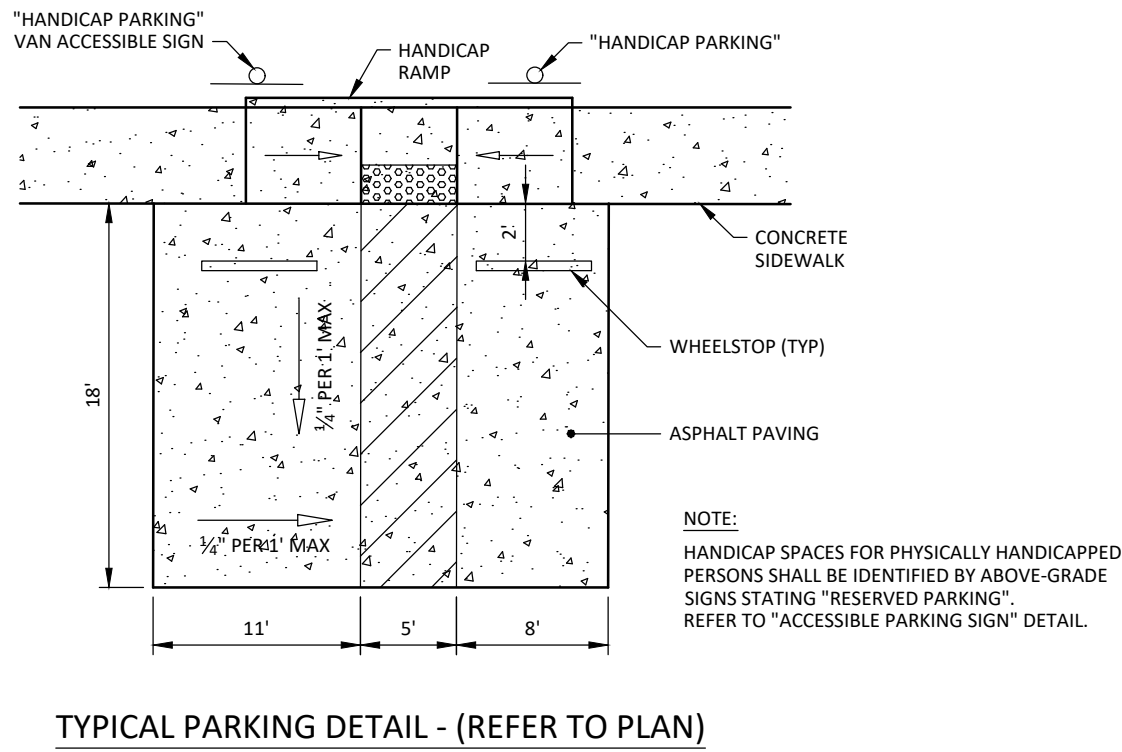 "HANDICAP PARKING"
VAN ACCESSIBLE SIGN
HANDICAP
RAMP
"HANDICAP PARKING"
2'
CONCRETE
SIDEWALK
¼" PER 1' MAX
WHEELSTOP (TYP)
18'
ASPHALT PAVING
¼" PER 1' MAX
NOTE:
HANDICAP SPACES FOR PHYSICALLY HANDICAPPED
PERSONS SHALL BE IDENTIFIED BY ABOVE-GRADE
SIGNS STATING "RESERVED PARKING".
REFER TO "ACCESSIBLE PARKING SIGN" DETAIL.
11'
5'
8'
TYPICAL PARKING DETAIL - (REFER TO PLAN)